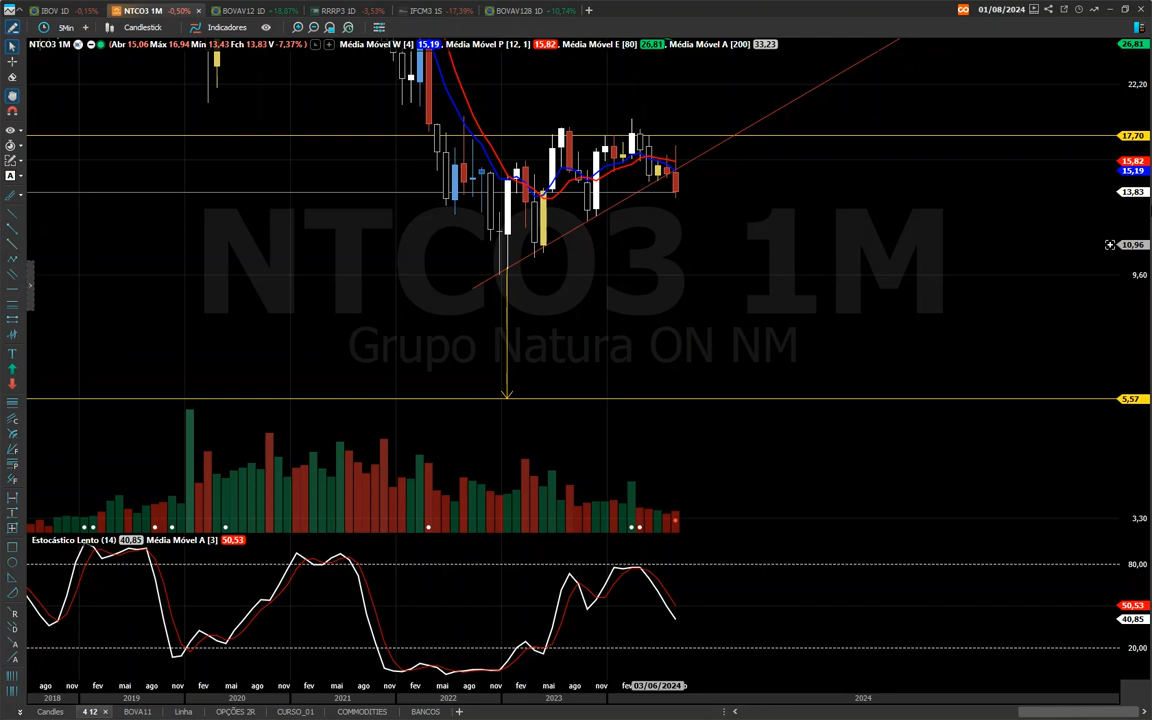 IBOV 1D -0,15% NTCO3 1M -0,50% × BOVAV12 1D +18,87% RRRP3 1D -3,53% IFCM3 1D -17,39% BOVAV128 1D +10,74% + 01/08/2024
5Min + Candlestick Indicadores
NTCO3 1M (Abr 15,06 Máx 16,94 Mín 13,43 Fch 13,83 V -7,37% ) Média Móvel W [4] 15,19, Média Móvel P [12, 1] 15,82, Média Móvel E [80] 26,81, Média Móvel A [200] 33,23
26,81
22,20
17,70
15,82
15,19
13,83
10,96
9,60
NTCO3 1M
Grupo Natura ON NM
5,57
3,30
Estocástico Lento (14) 40,85 Média Móvel A [3] 50,53
80,00
50,53
40,85
20,00
ago nov fev mai ago nov fev mai ago nov fev mai ago nov fev mai ago nov fev mai ago nov fev 03/06/2024
2018 2019 2020 2021 2022 2023 2024
Candles 4 12 × BOVA11 Linha OPÇÕES 2R CURSO_01 COMMODITIES BANCOS +